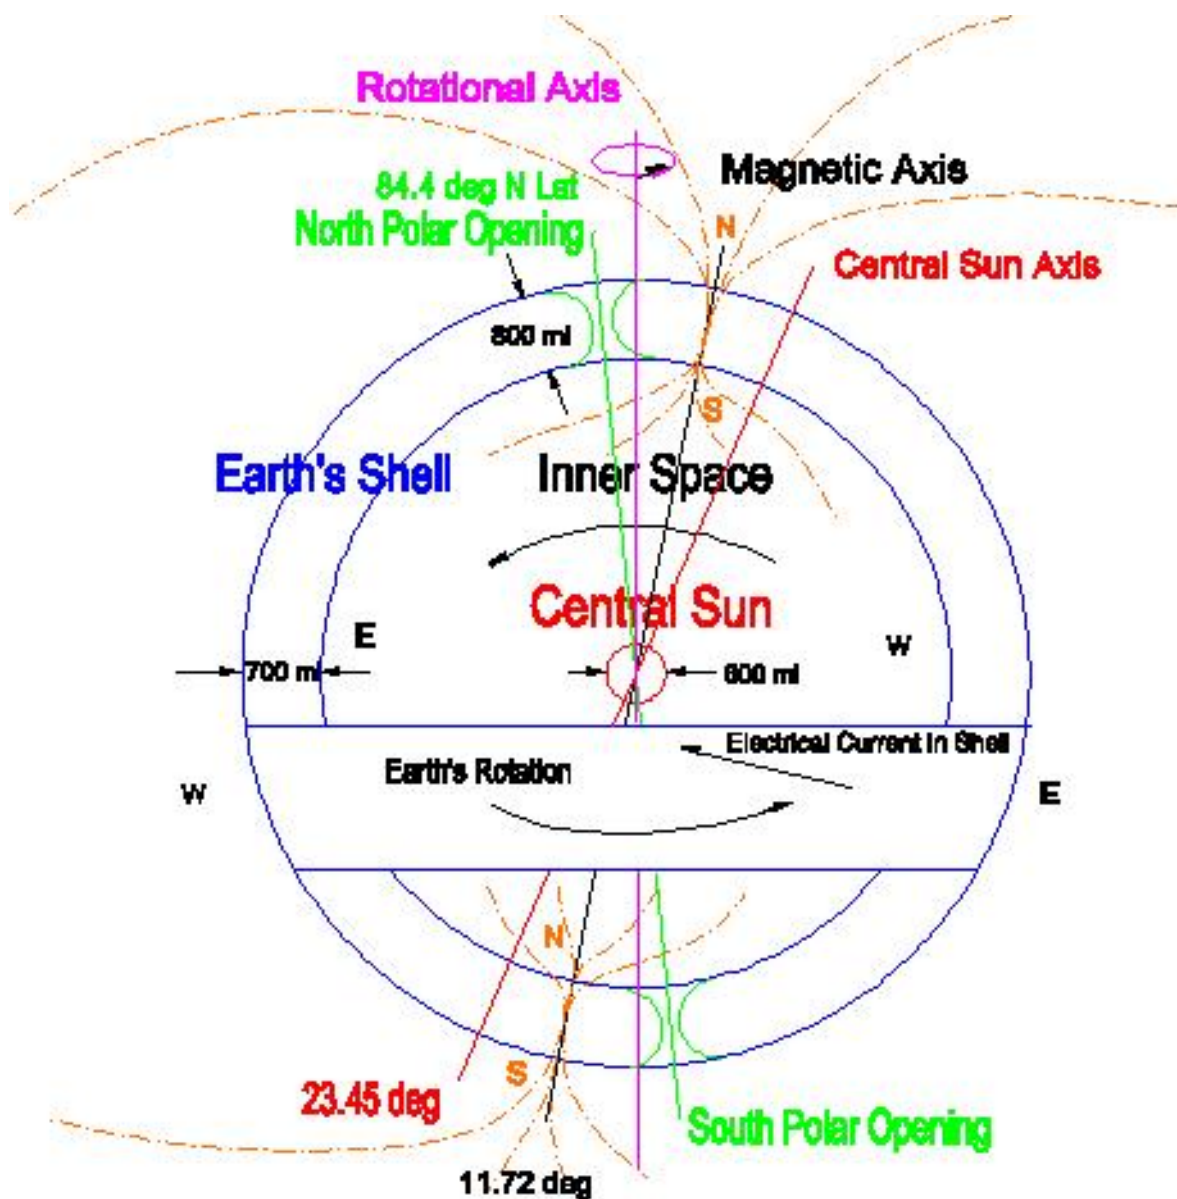 Rotational Axis
Magnetic Axis
84.4 deg N Lat
North Polar Opening
N
Central Sun Axis
800 mi
S
Earth's Shell
Inner Space
Central Sun
E
W
700 mi
600 mi
Electrical Current in Shell
Earth's Rotation
W
E
N
S
23.45 deg
South Polar Opening
11.72 deg